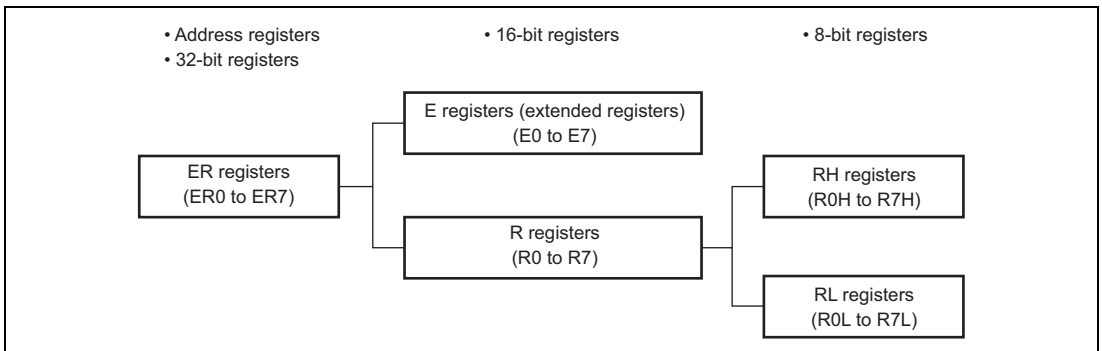 • Address registers
• 32-bit registers
• 16-bit registers
• 8-bit registers
E registers (extended registers)
(E0 to E7)
ER registers
(ER0 to ER7)
RH registers
(R0H to R7H)
R registers
(R0 to R7)
RL registers
(R0L to R7L)